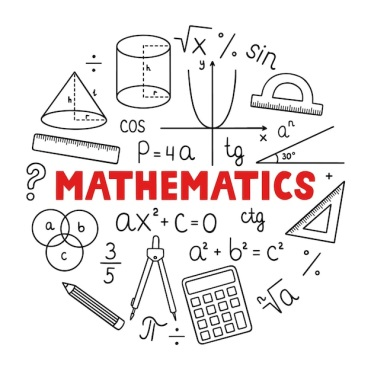 √x % sin
÷
h r
y
h l r
cos
x
aⁿ
P=4a tg
30°
?
MATHEMATICS
+
a b c
ax²+c=0 ctg
3/5
a²+b²=c²
%
ⁿ√a
π ÷